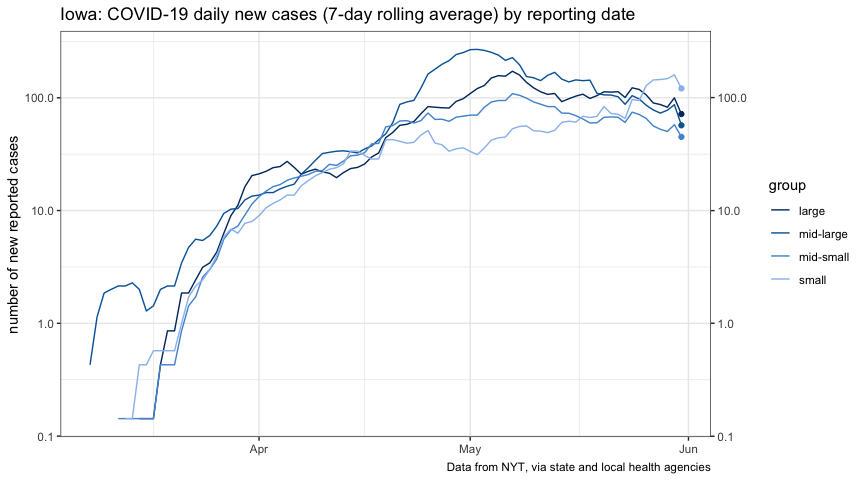 Iowa: COVID-19 daily new cases (7-day rolling average) by reporting date
number of new reported cases
100.0
10.0
1.0
0.1
100.0
10.0
1.0
0.1
Apr
May
Jun
group
large
mid-large
mid-small
small
Data from NYT, via state and local health agencies